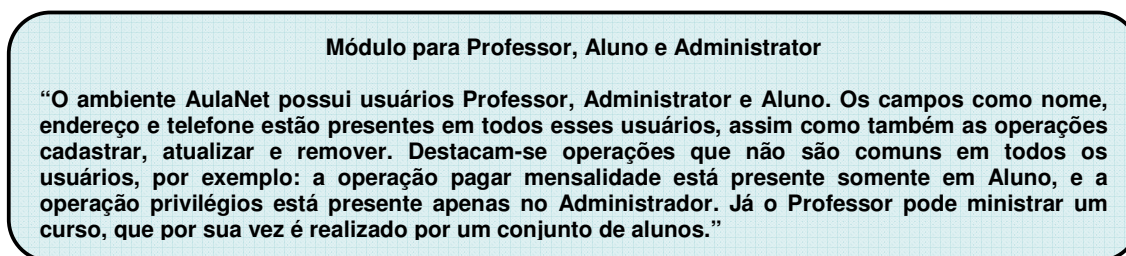 Módulo para Professor, Aluno e Administrator
“O ambiente AulaNet possui usuários Professor, Administrator e Aluno. Os campos como nome,
endereço e telefone estão presentes em todos esses usuários, assim como também as operações
cadastrar, atualizar e remover. Destacam-se operações que não são comuns em todos os
usuários, por exemplo: a operação pagar mensalidade está presente somente em Aluno, e a
operação privilégios está presente apenas no Administrador. Já o Professor pode ministrar um
curso, que por sua vez é realizado por um conjunto de alunos.”